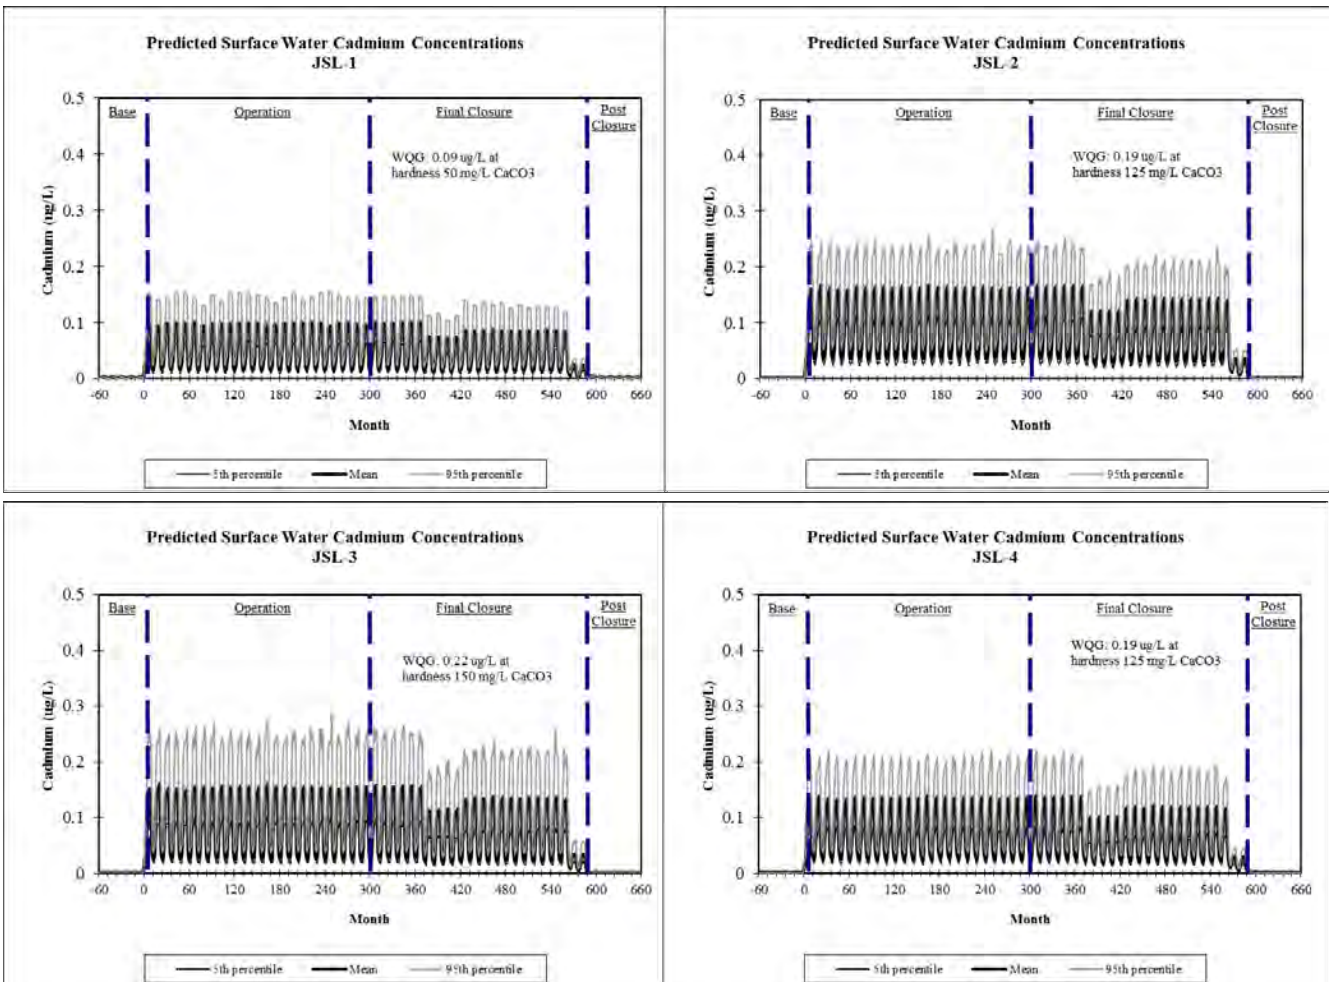 Predicted Surface Water Cadmium Concentrations
JSL-1
0.5
0.4
0.3
0.2
0.1
0
Cadmium (ug/L)
Base
Operation
Final Closure
Post
Closure
WQG: 0.09 ug/L at
hardness 50 mg/L CaCO3
-60 0 60 120 180 240 300 360 420 480 540 600 660
Month
5th percentile Mean 95th percentile
Predicted Surface Water Cadmium Concentrations
JSL-2
0.5
0.4
0.3
0.2
0.1
0
Cadmium (ug/L)
Base
Operation
Final Closure
Post
Closure
WQG: 0.19 ug/L at
hardness 125 mg/L CaCO3
-60 0 60 120 180 240 300 360 420 480 540 600 660
Month
5th percentile Mean 95th percentile
Predicted Surface Water Cadmium Concentrations
JSL-3
0.5
0.4
0.3
0.2
0.1
0
Cadmium (ug/L)
Base
Operation
Final Closure
Post
Closure
WQG: 0.22 ug/L at
hardness 150 mg/L CaCO3
-60 0 60 120 180 240 300 360 420 480 540 600 660
Month
5th percentile Mean 95th percentile
Predicted Surface Water Cadmium Concentrations
JSL-4
0.5
0.4
0.3
0.2
0.1
0
Cadmium (ug/L)
Base
Operation
Final Closure
Post
Closure
WQG: 0.19 ug/L at
hardness 125 mg/L CaCO3
-60 0 60 120 180 240 300 360 420 480 540 600 660
Month
5th percentile Mean 95th percentile